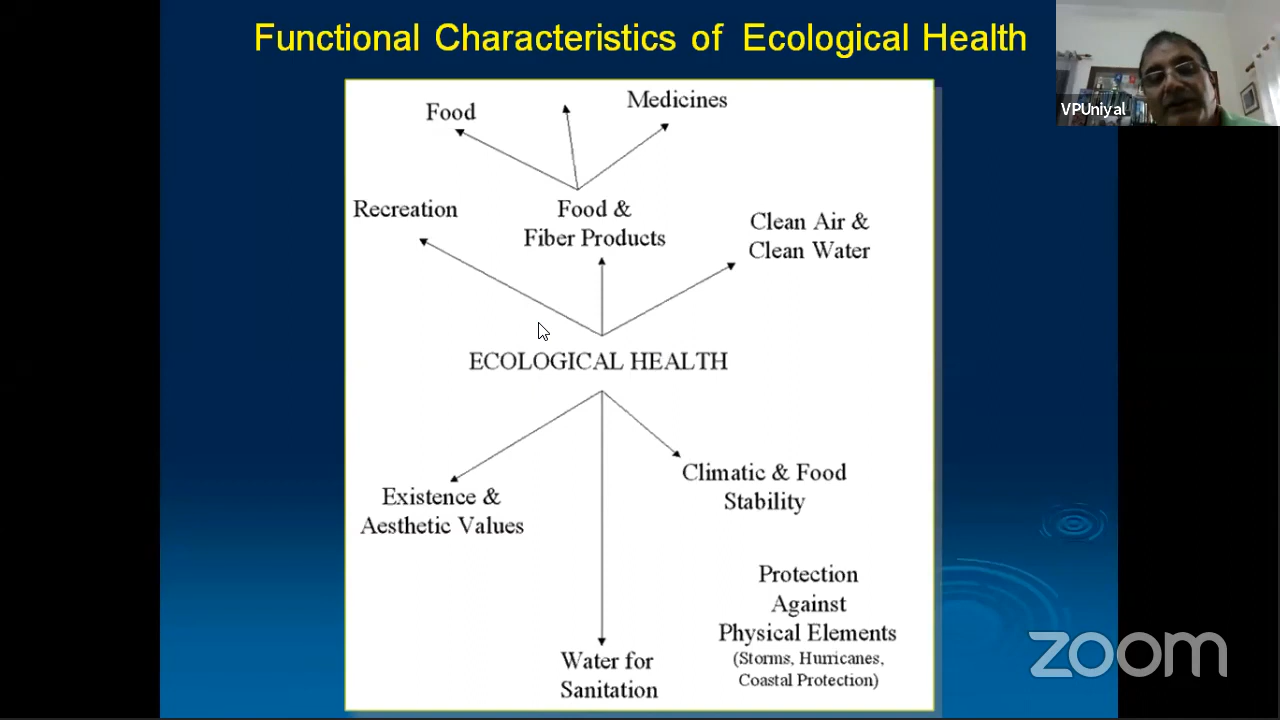 Functional Characteristics of Ecological Health
VPUniyal
Food
Medicines
Recreation
Food &
Fiber Products
Clean Air &
Clean Water
ECOLOGICAL HEALTH
Existence &
Aesthetic Values
Climatic & Food
Stability
Protection
Against
Physical Elements
(Storms, Hurricanes,
Coastal Protection)
Water for
Sanitation
zoom